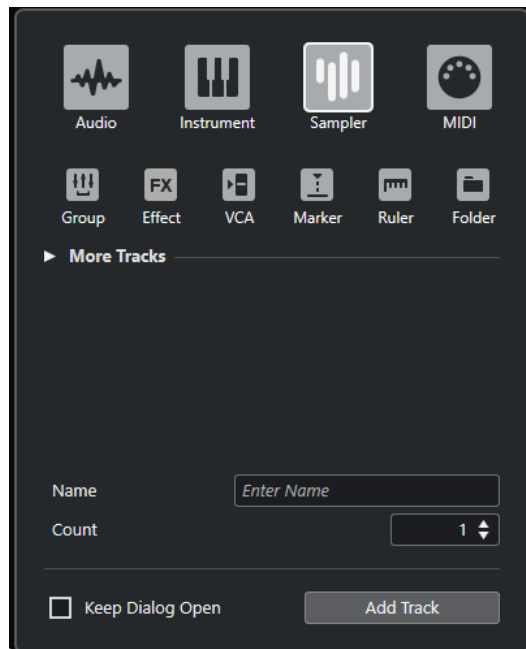 Audio Instrument Sampler MIDI
FX
Group Effect VCA Marker Ruler Folder
More Tracks
Name Enter Name
Count 1
Keep Dialog Open Add Track